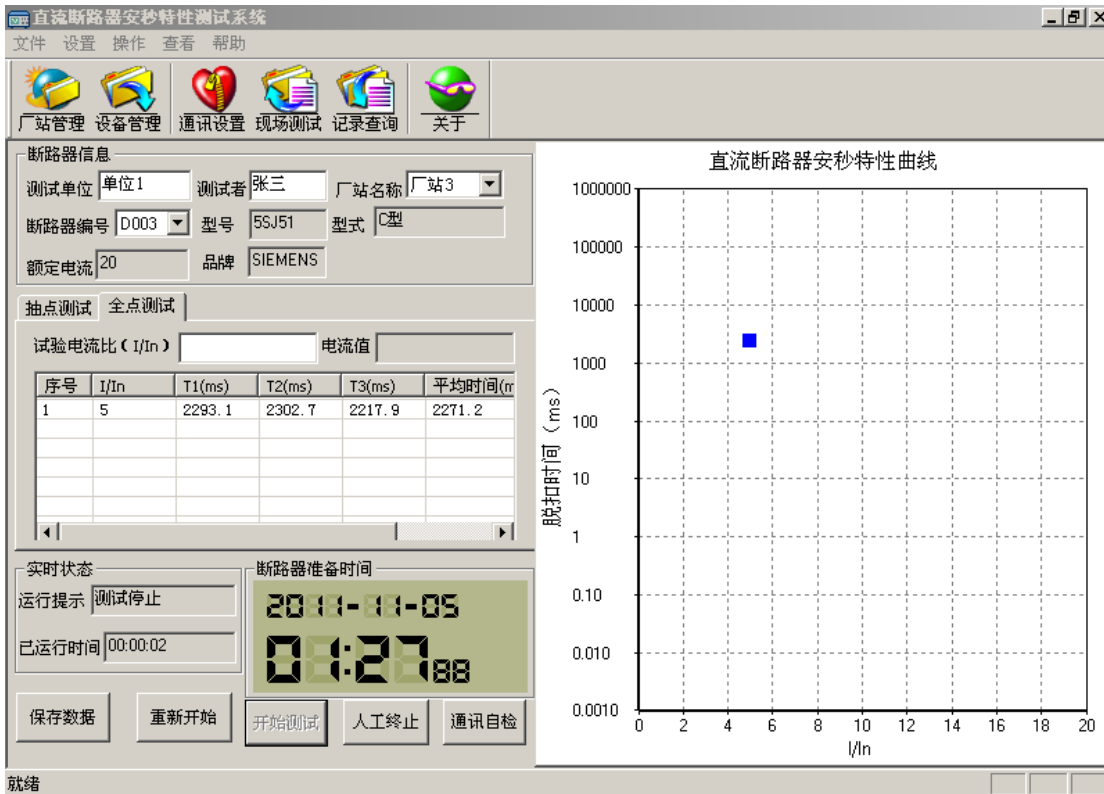 直流断路器安秒特性测试系统
文件 设置 操作 查看 帮助
厂站管理 设备管理 通讯设置 现场测试 记录查询 关于
断路器信息
测试单位 单位1 测试者 张三 厂站名称 厂站3
断路器编号 D003 型号 5SJ51 型式 C型
额定电流 20 品牌 SIEMENS
抽点测试 全点测试
试验电流比(I/In) 电流值
序号 I/In T1(ms) T2(ms) T3(ms) 平均时间(m
1 5 2293.1 2302.7 2217.9 2271.2
实时状态
运行提示 测试停止
已运行时间 00:00:02
断路器准备时间
2011-11-05
01:27 88
保存数据 重新开始 开始测试 人工终止 通讯自检
直流断路器安秒特性曲线
脱扣时间(ms)
1000000
100000
10000
1000
100
10
1
0.10
0.010
0.0010
0 2 4 6 8 10 12 14 16 18 20
I/In
就绪